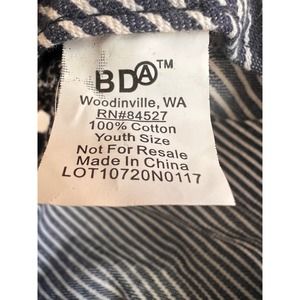 BDA™
Woodinville, WA
RN#84527
100% Cotton
Youth Size
Not For Resale
Made In China
LOT10720N0117